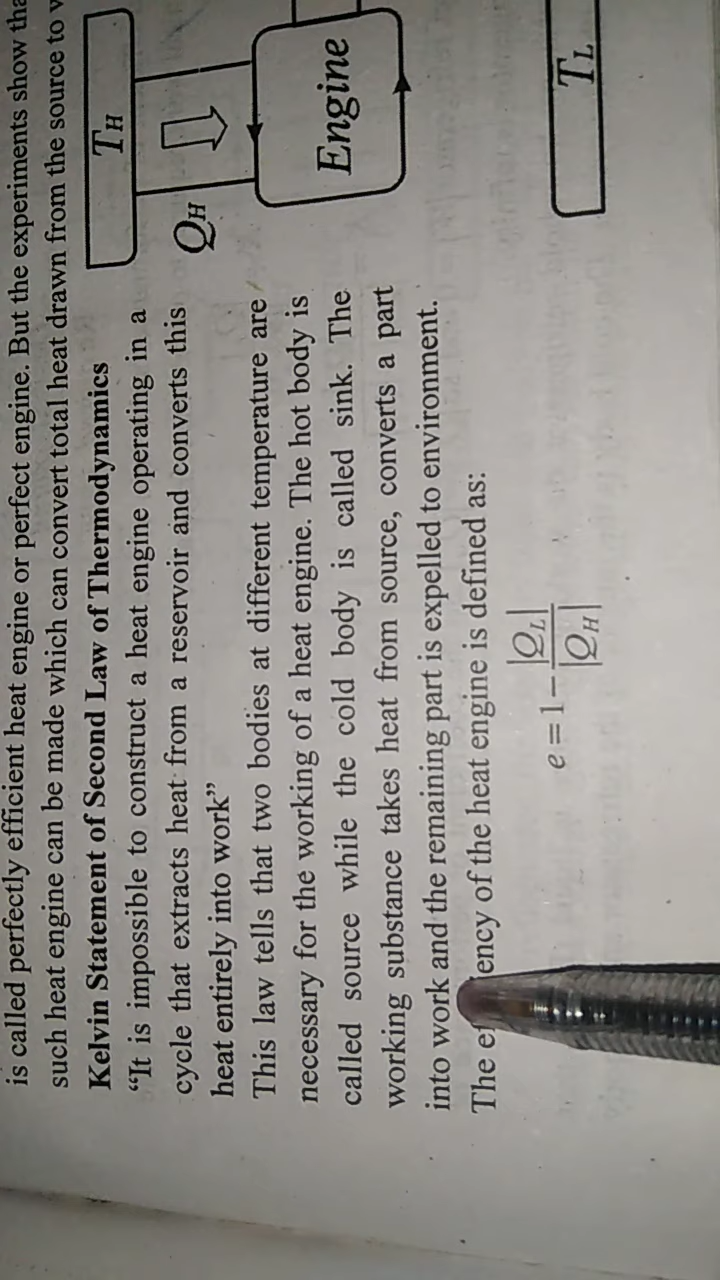 is called perfectly efficient heat engine or perfect engine. But the experiments show
such heat engine can be made which can convert total heat drawn from the source to
Kelvin Statement of Second Law of Thermodynamics
“It is impossible to construct a heat engine operating in a
cycle that extracts heat from a reservoir and converts this
heat entirely into work”
This law tells that two bodies at different temperature are
necessary for the working of a heat engine. The hot body is
called source while the cold body is called sink. The
working substance takes heat from source, converts a part
into work and the remaining part is expelled to environment.
The of the heat engine is defined as:
e = 1 - |Q_L| / |Q_H|
T_H
Q_H
Engine
T_L